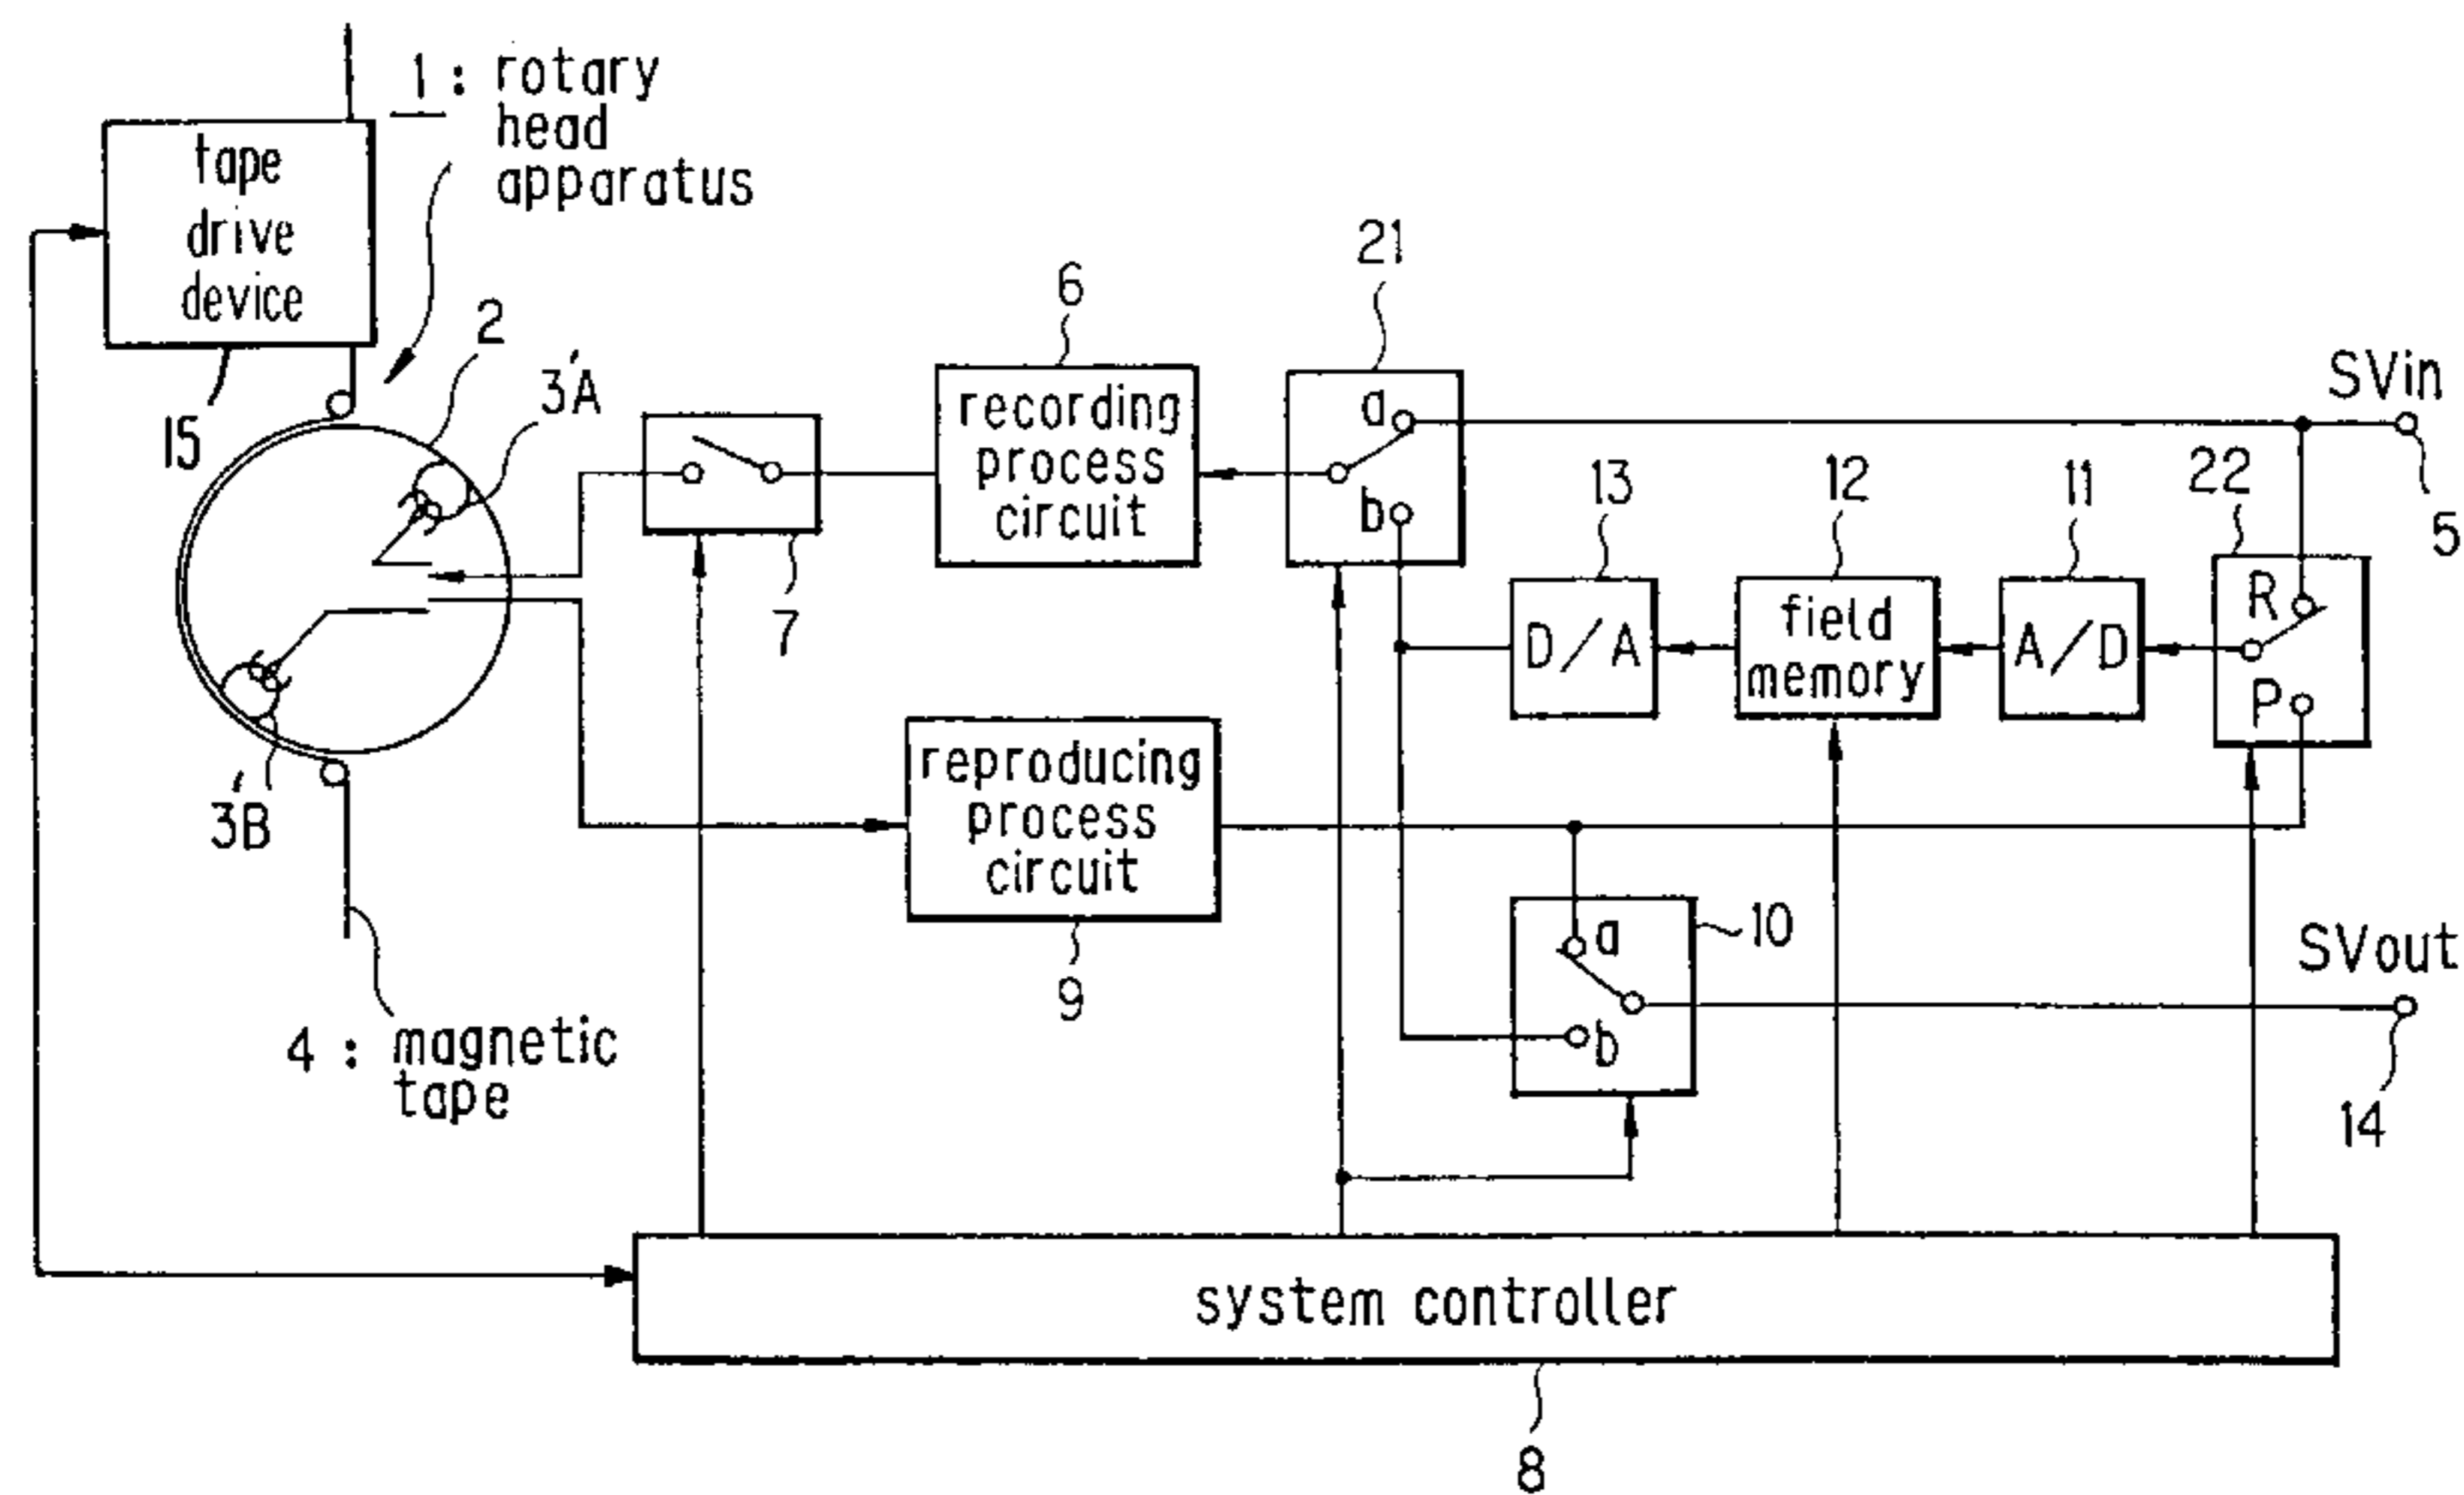 1 : rotary
head
apparatus
tape
drive
device
15
2
3'A
3'B
4 : magnetic
tape
7
6
recording
process
circuit
21
a
b
SVin
5
13
D/A
12
field
memory
11
A/D
22
R
P
reproducing
process
circuit
9
10
a
b
SVout
14
system controller
8